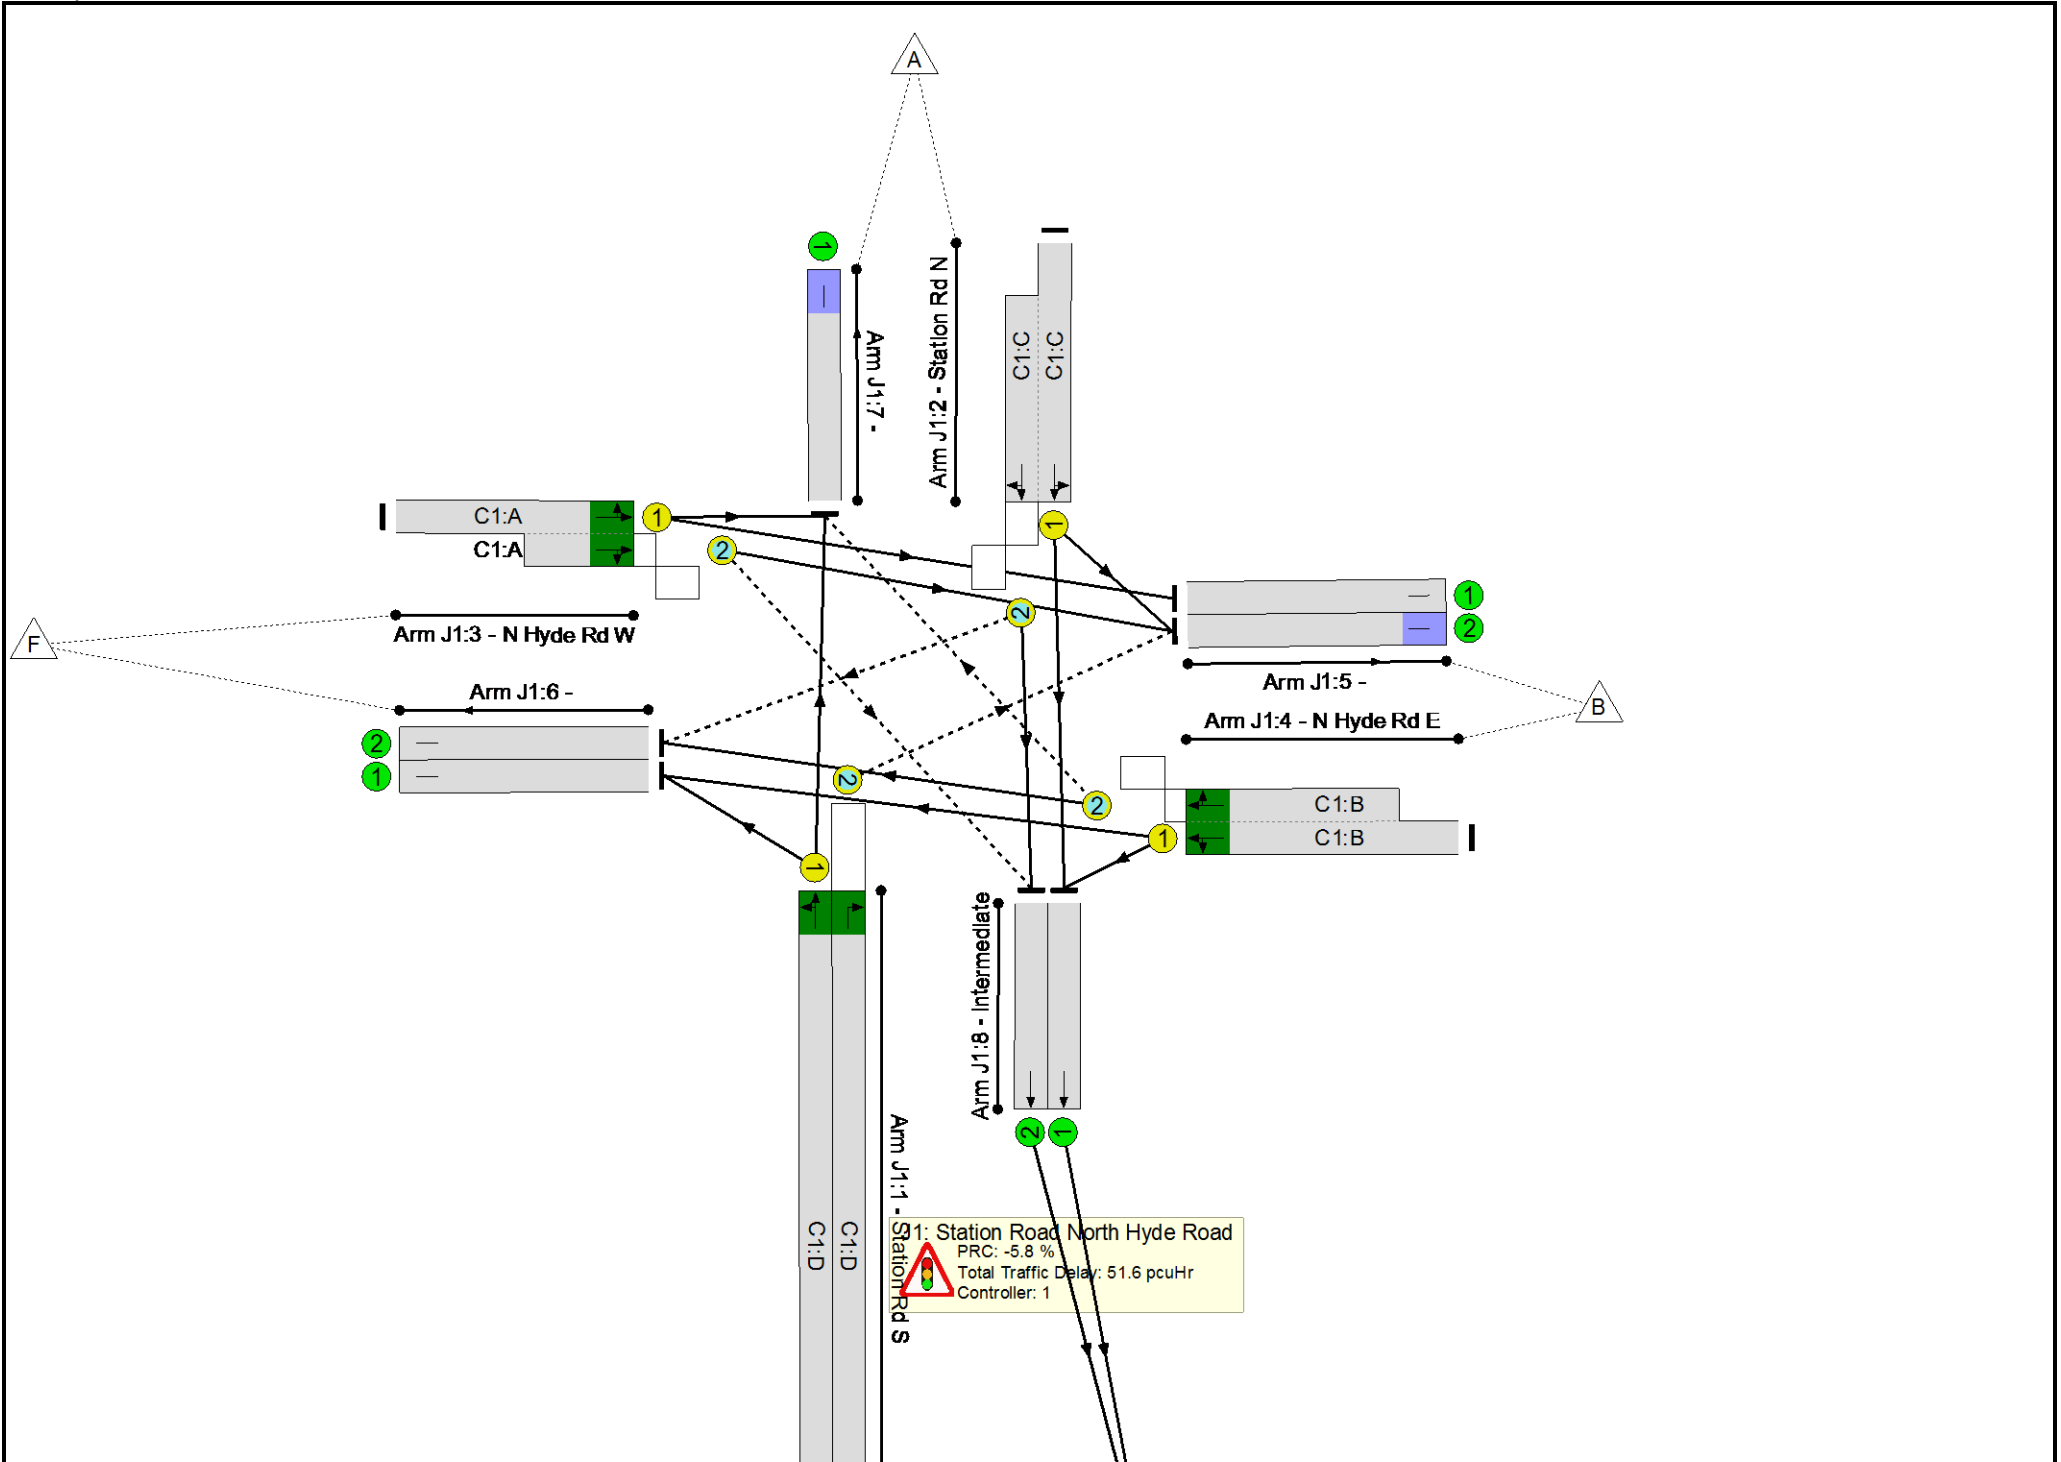 A
1
Arm J1:7 -
Arm J1:2 - Station Rd N
C1:C
C1:C
C1:A
C1:A
1
2
1
2
Arm J1:3 - N Hyde Rd W
F
1
2
Arm J1:5 -
B
Arm J1:4 - N Hyde Rd E
Arm J1:6 -
2
1
2
2
1
C1:B
C1:B
1
Arm J1:8 - Intermediate
2
1
Arm J1:1 - Station Rd S
C1:D
C1:D
J1: Station Road North Hyde Road
PRC: -5.8 %
Total Traffic Delay: 51.6 pcuHr
Controller: 1